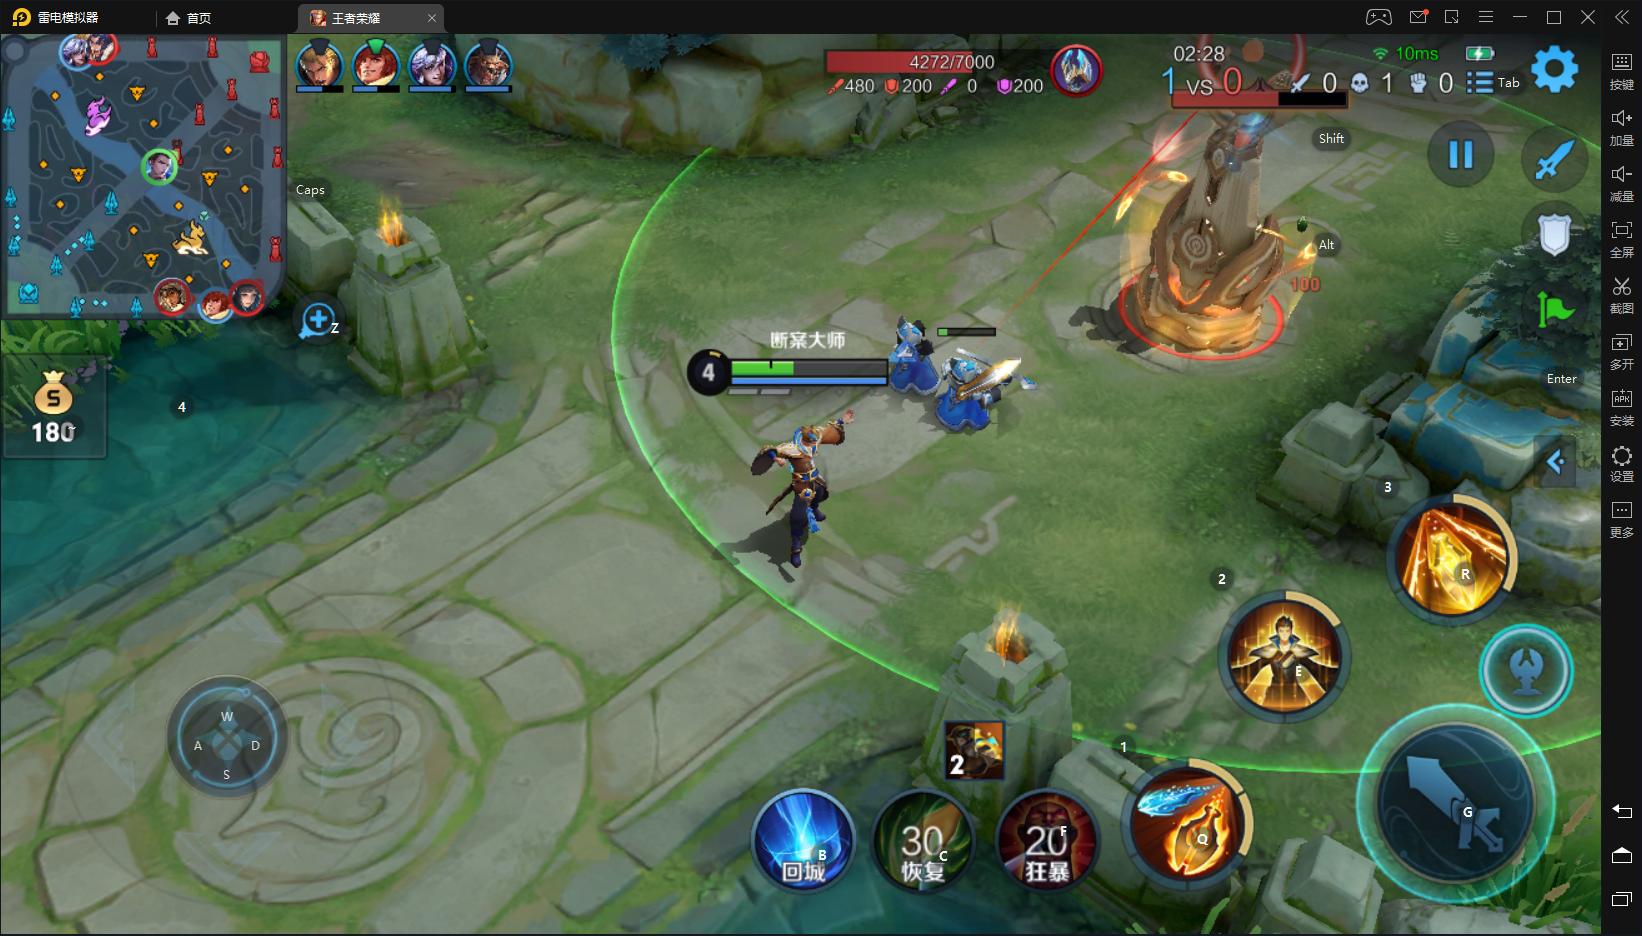 雷电模拟器
首页
王者荣耀
4272/7000
480 200 0 200
02:28
10ms
1 VS 0
0 1 0
Tab
Shift
Caps
Alt
100
Enter
Z
S
180
4
断案大师
4
3
R
2
E
W
A
D
S
2
1
Q
G
B
回城
30
C
恢复
20
F
狂暴
按键
加量
减量
全屏
截图
多开
APK
安装
设置
更多